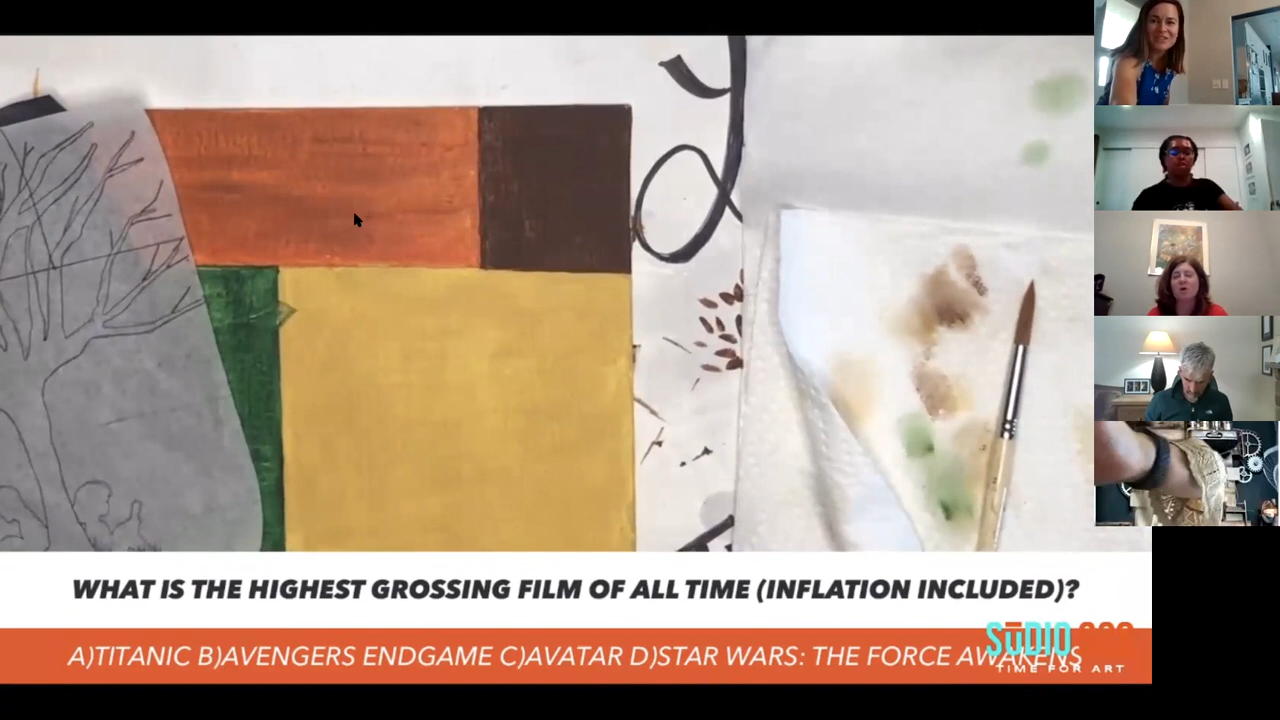 WHAT IS THE HIGHEST GROSSING FILM OF ALL TIME (INFLATION INCLUDED)?
A)TITANIC B)AVENGERS ENDGAME C)AVATAR D)STAR WARS: THE FORCE AWAKENS
STŪDIO
TIME FOR ART